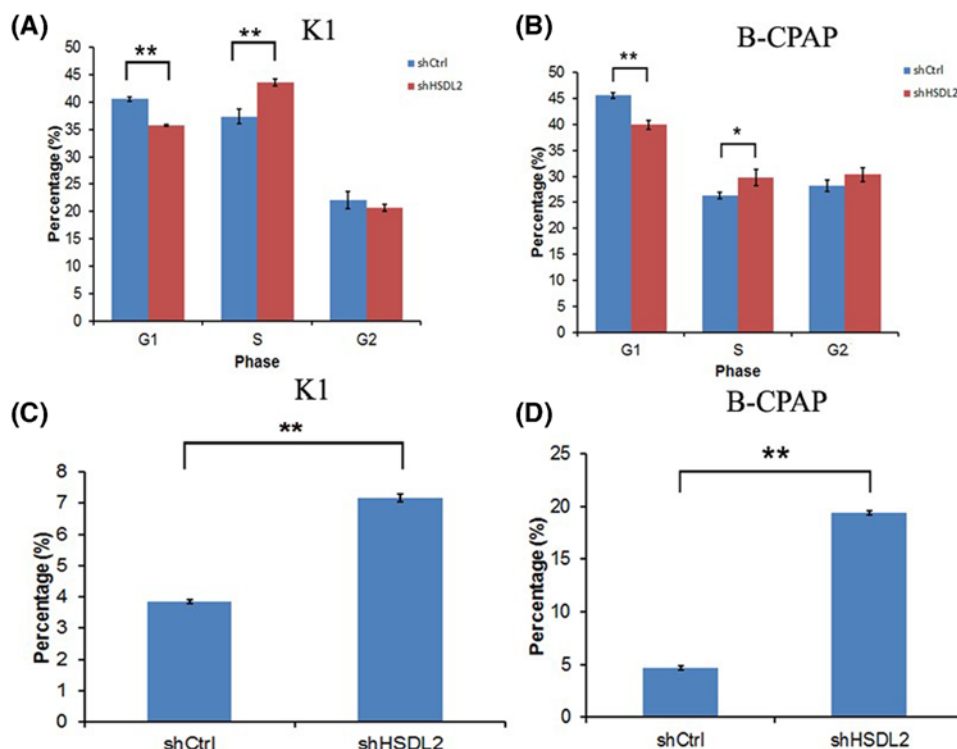 (A)
K1
**
**
shCtrl
shHSDL2
Percentage (%)
50
45
40
35
30
25
20
15
10
5
0
G1
S
G2
Phase
(B)
B-CPAP
**
*
shCtrl
shHSDL2
Percentage (%)
50
45
40
35
30
25
20
15
10
5
0
G1
S
G2
Phase
(C)
K1
**
Percentage (%)
8
7
6
5
4
3
2
1
0
shCtrl
shHSDL2
(D)
B-CPAP
**
Percentage (%)
25
20
15
10
5
0
shCtrl
shHSDL2